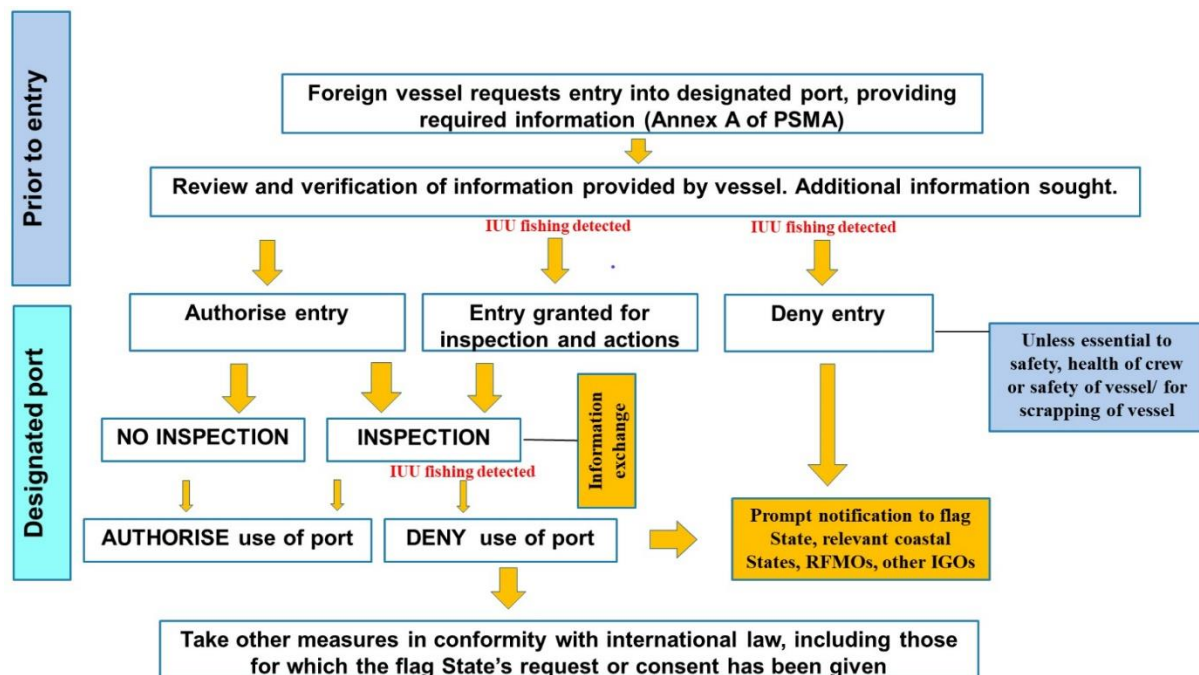 Prior to entry
Foreign vessel requests entry into designated port, providing
required information (Annex A of PSMA)
Review and verification of information provided by vessel. Additional information sought.
IUU fishing detected
IUU fishing detected
Authorise entry
Entry granted for
inspection and actions
Deny entry
Unless essential to
safety, health of crew
or safety of vessel/ for
scrapping of vessel
Designated port
NO INSPECTION
INSPECTION
Information
exchange
IUU fishing detected
AUTHORISE use of port
DENY use of port
Prompt notification to flag
State, relevant coastal
States, RFMOs, other IGOs
Take other measures in conformity with international law, including those
for which the flag State's request or consent has been given